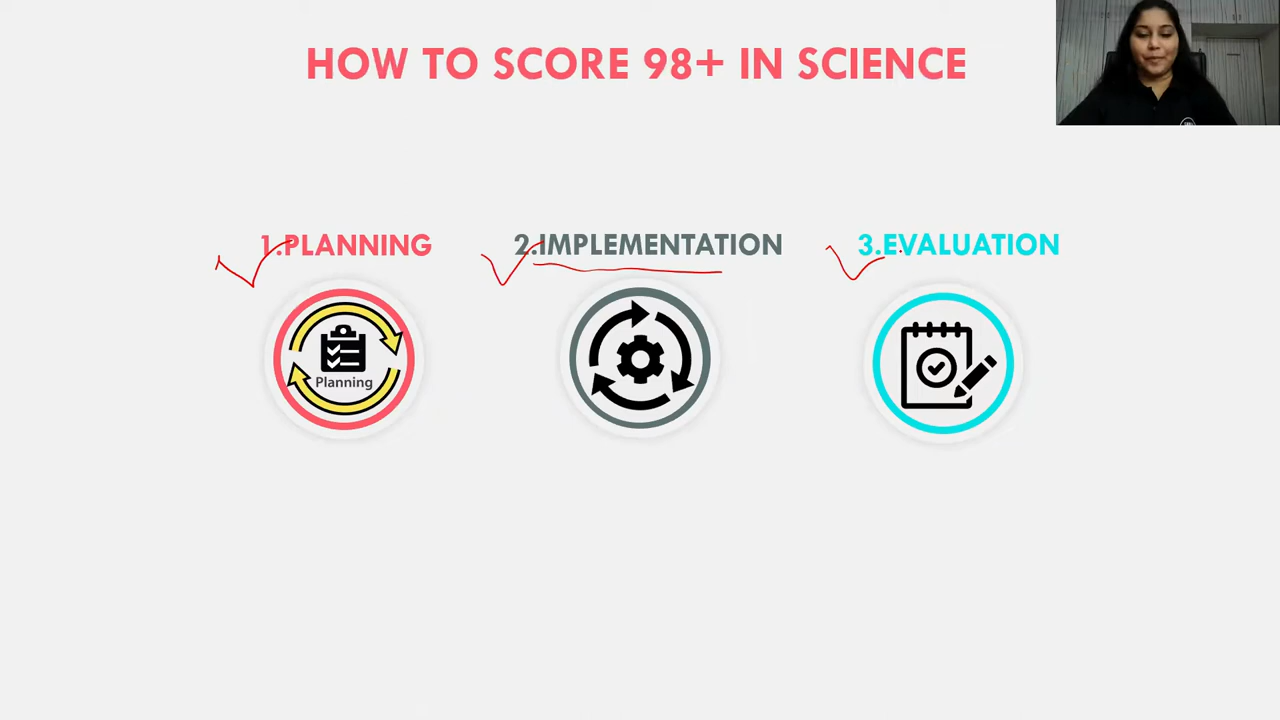 HOW TO SCORE 98+ IN SCIENCE
1.PLANNING
2.IMPLEMENTATION
3.EVALUATION
Planning